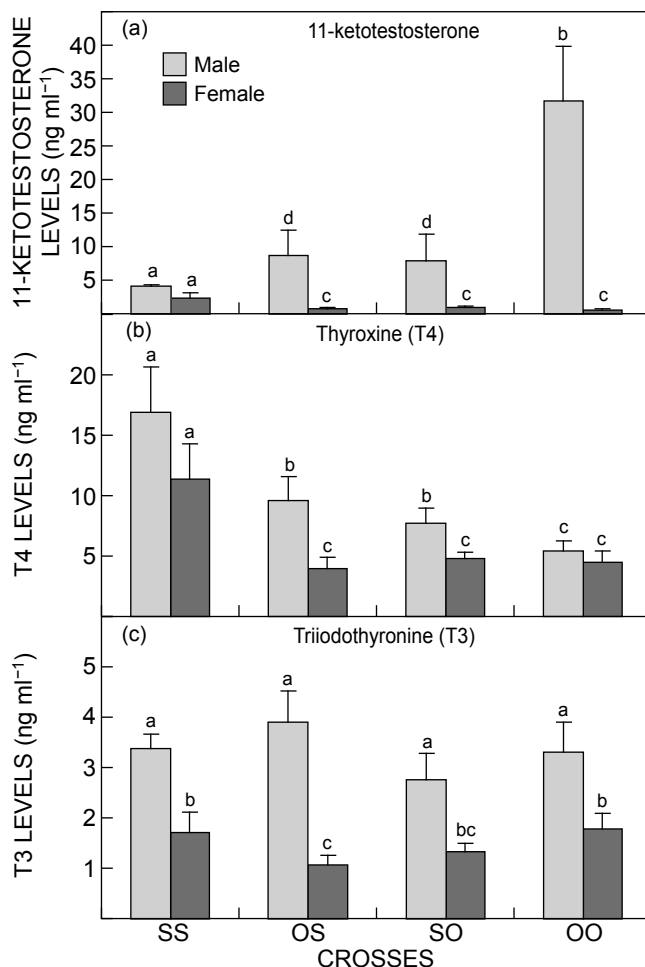 (a)
11-ketotestosterone
Male
Female
11-KETOTESTOSTERONE
LEVELS (ng ml⁻¹)
40
35
30
25
20
15
10
5
a
a
d
c
d
c
b
c
(b)
Thyroxine (T4)
T4 LEVELS (ng ml⁻¹)
20
15
10
5
a
a
b
c
b
c
c
c
(c)
Triiodothyronine (T3)
T3 LEVELS (ng ml⁻¹)
5
4
3
2
1
a
b
a
c
a
bc
a
b
SS OS SO OO
CROSSES